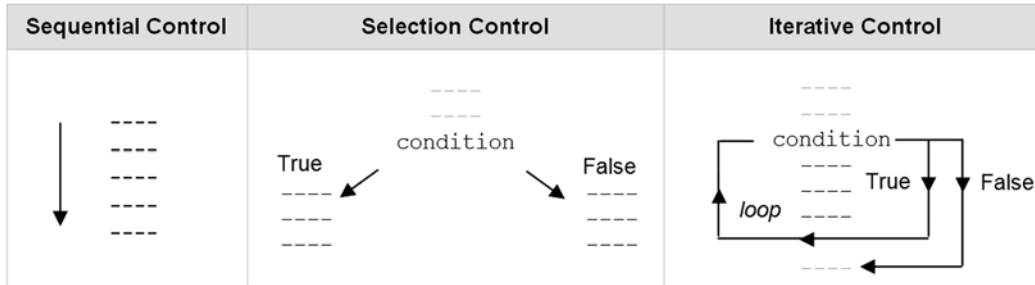 Sequential Control
Selection Control
Iterative Control
----
----
----
----
----
----
----
condition
True
False
----
----
----
----
----
----
----
----
condition
----
----
----
True
False
loop
----